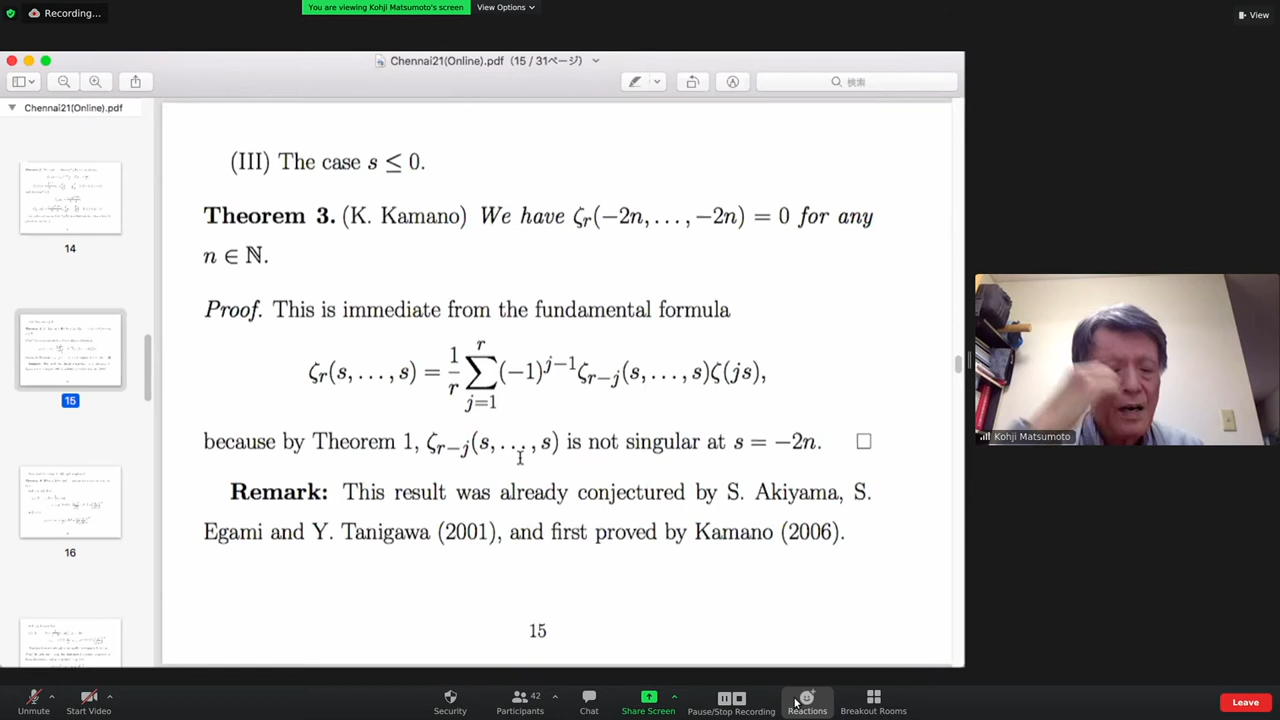 Recording...
You are viewing Kohji Matsumoto's screen
View Options
View
Chennai21(Online).pdf (15 / 31ページ)
検索
Chennai21(Online).pdf
14
15
16
(III) The case s ≤ 0.
Theorem 3. (K. Kamano) We have ζ_r(−2n, . . . , −2n) = 0 for any
n ∈ ℕ.
Proof. This is immediate from the fundamental formula
ζ_r(s, . . . , s) = \frac{1}{r} \sum_{j=1}^{r} (−1)^{j−1} ζ_{r−j}(s, . . . , s)ζ(js),
because by Theorem 1, ζ_{r−j}(s, . . . , s) is not singular at s = −2n. □
Remark: This result was already conjectured by S. Akiyama, S.
Egami and Y. Tanigawa (2001), and first proved by Kamano (2006).
15
Kohji Matsumoto
Unmute
Start Video
Security
42
Participants
Chat
Share Screen
Pause/Stop Recording
Reactions
Breakout Rooms
Leave